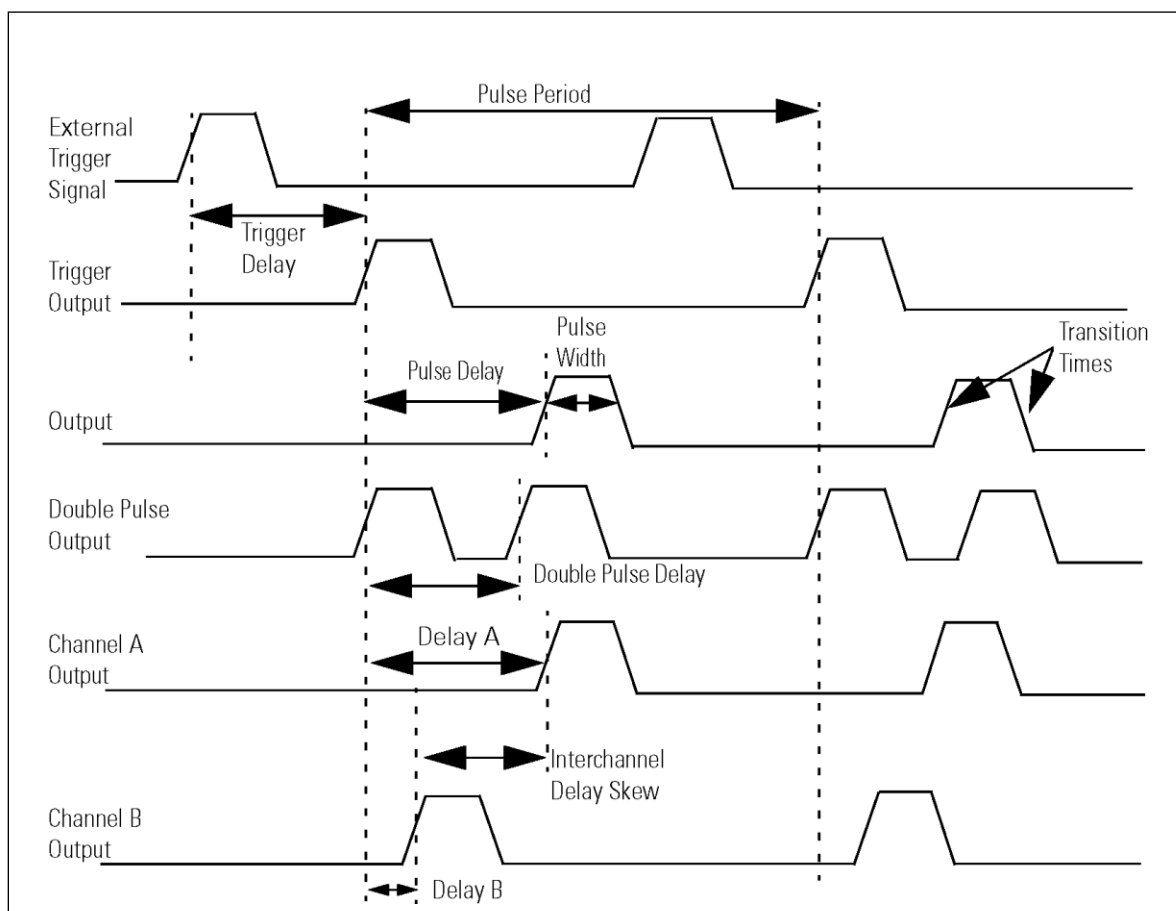 Pulse Period
External
Trigger
Signal
Trigger
Delay
Trigger
Output
Pulse
Width
Transition
Times
Pulse Delay
Output
Double Pulse
Output
Double Pulse Delay
Channel A
Output
Delay A
Interchannel
Delay Skew
Channel B
Output
Delay B